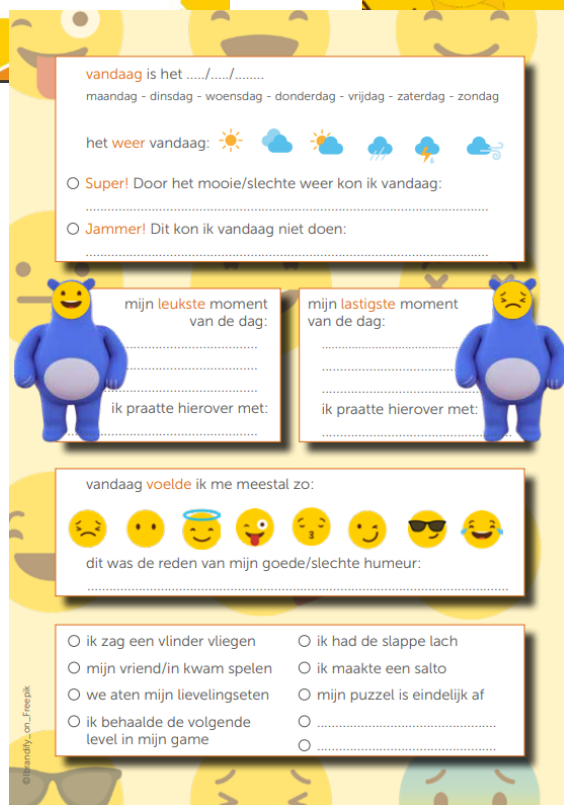 vandaag is het ...../...../........
maandag - dinsdag - woensdag - donderdag - vrijdag - zaterdag - zondag
het weer vandaag:
Super! Door het mooie/slechte weer kon ik vandaag:
Jammer! Dit kon ik vandaag niet doen:
mijn leukste moment
van de dag:
ik praatte hierover met:
mijn lastigste moment
van de dag:
ik praatte hierover met:
vandaag voelde ik me meestal zo:
dit was de reden van mijn goede/slechte humeur:
ik zag een vlinder vliegen
mijn vriend/in kwam spelen
we aten mijn lievelingseten
ik behaalde de volgende
level in mijn game
ik had de slappe lach
ik maakte een salto
mijn puzzel is eindelijk af